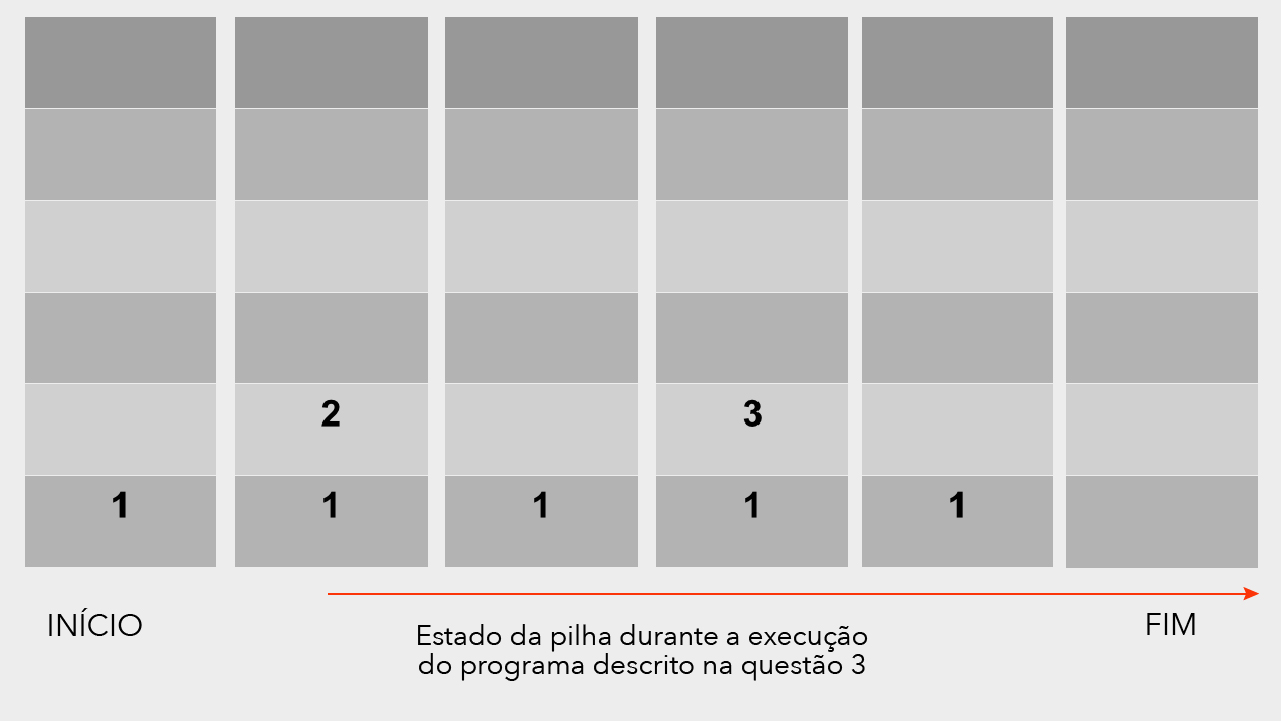 2 3
1 1 1 1 1
INÍCIO
FIM
Estado da pilha durante a execução
do programa descrito na questão 3